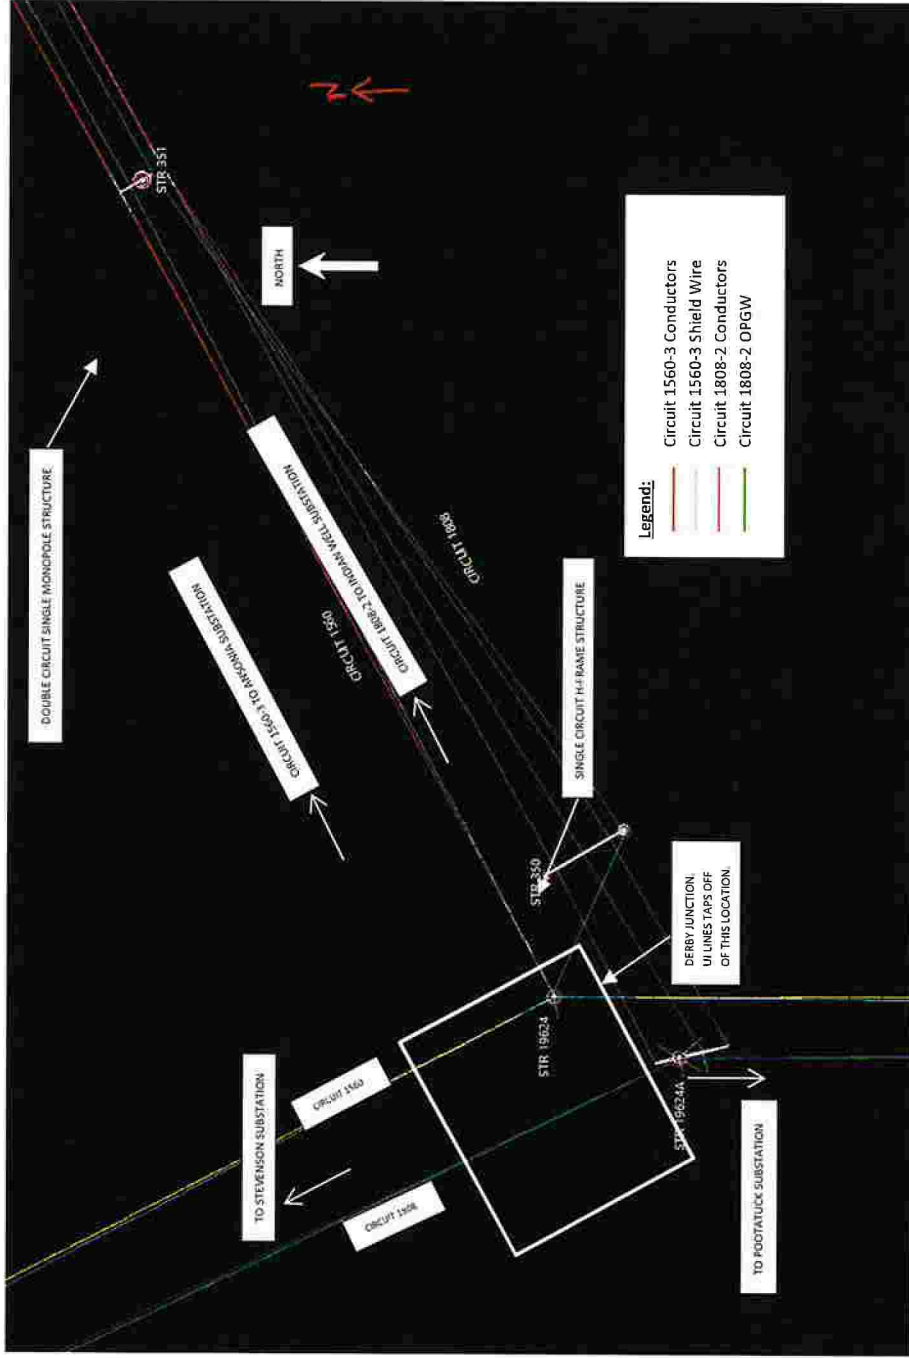 DOUBLE CIRCUIT SINGLE MONOPOLE STRUCTURE
STR 351
NORTH
N
CIRCUIT 1560-3 TO ANSONIA SUBSTATION
CIRCUIT 1808-2 TO INDIAN WELL SUBSTATION
CIRCUIT 1560
CIRCUIT 1808
TO STEVENSON SUBSTATION
CIRCUIT 1560
CIRCUIT 1808
STR 19624
STR 350
SINGLE CIRCUIT H-FRAME STRUCTURE
STR 19624A
DERBY JUNCTION.
UI LINES TAPS OFF
OF THIS LOCATION.
TO POOTATUCK SUBSTATION
Legend:
Circuit 1560-3 Conductors
Circuit 1560-3 Shield Wire
Circuit 1808-2 Conductors
Circuit 1808-2 OPGW